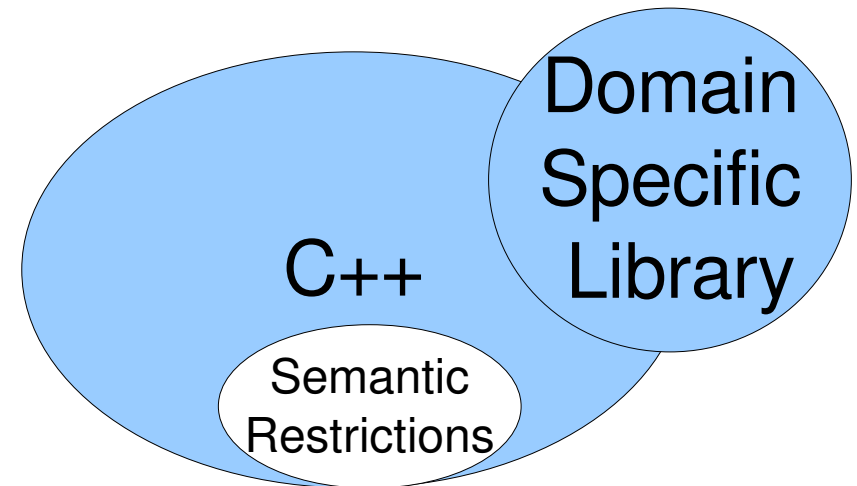 Domain
Specific
Library
C++
Semantic
Restrictions